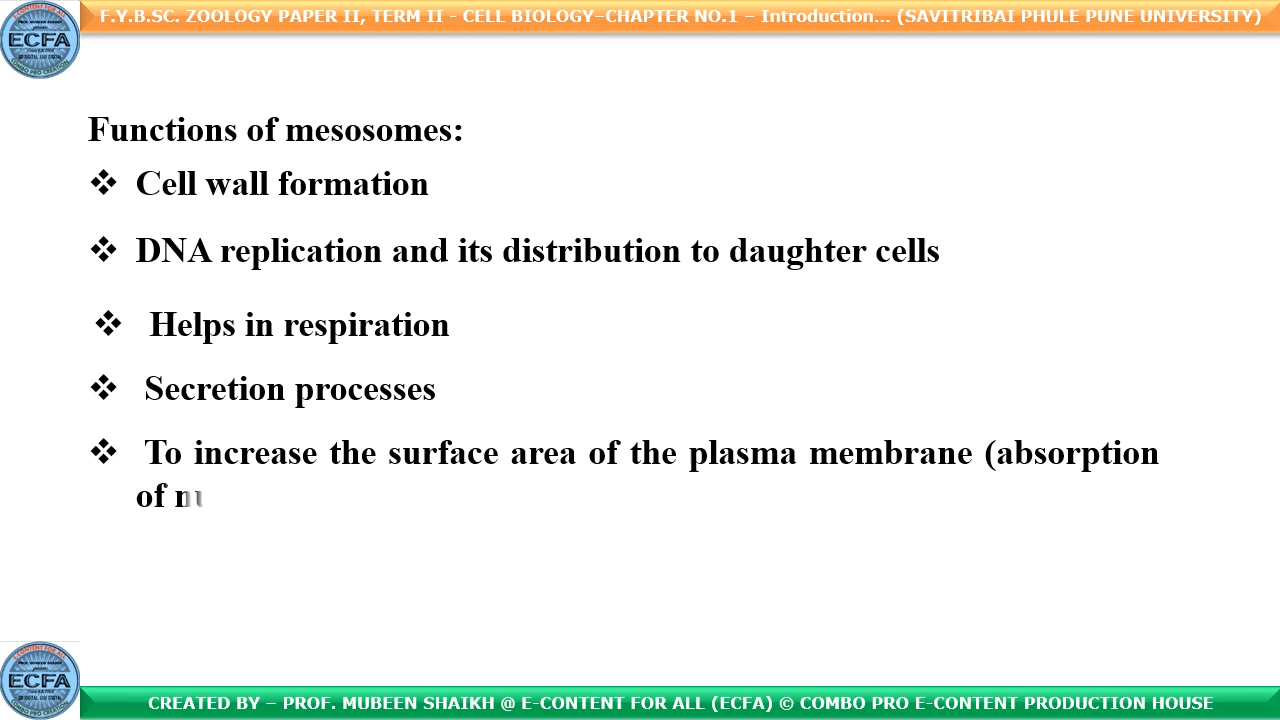 F.Y.B.SC. ZOOLOGY PAPER II, TERM II - CELL BIOLOGY–CHAPTER NO.1 – Introduction... (SAVITRIBAI PHULE PUNE UNIVERSITY)
ECFA
Functions of mesosomes:
❖ Cell wall formation
❖ DNA replication and its distribution to daughter cells
❖ Helps in respiration
❖ Secretion processes
❖ To increase the surface area of the plasma membrane (absorption
of
ECFA
CREATED BY – PROF. MUBEEN SHAIKH @ E-CONTENT FOR ALL (ECFA) © COMBO PRO E-CONTENT PRODUCTION HOUSE